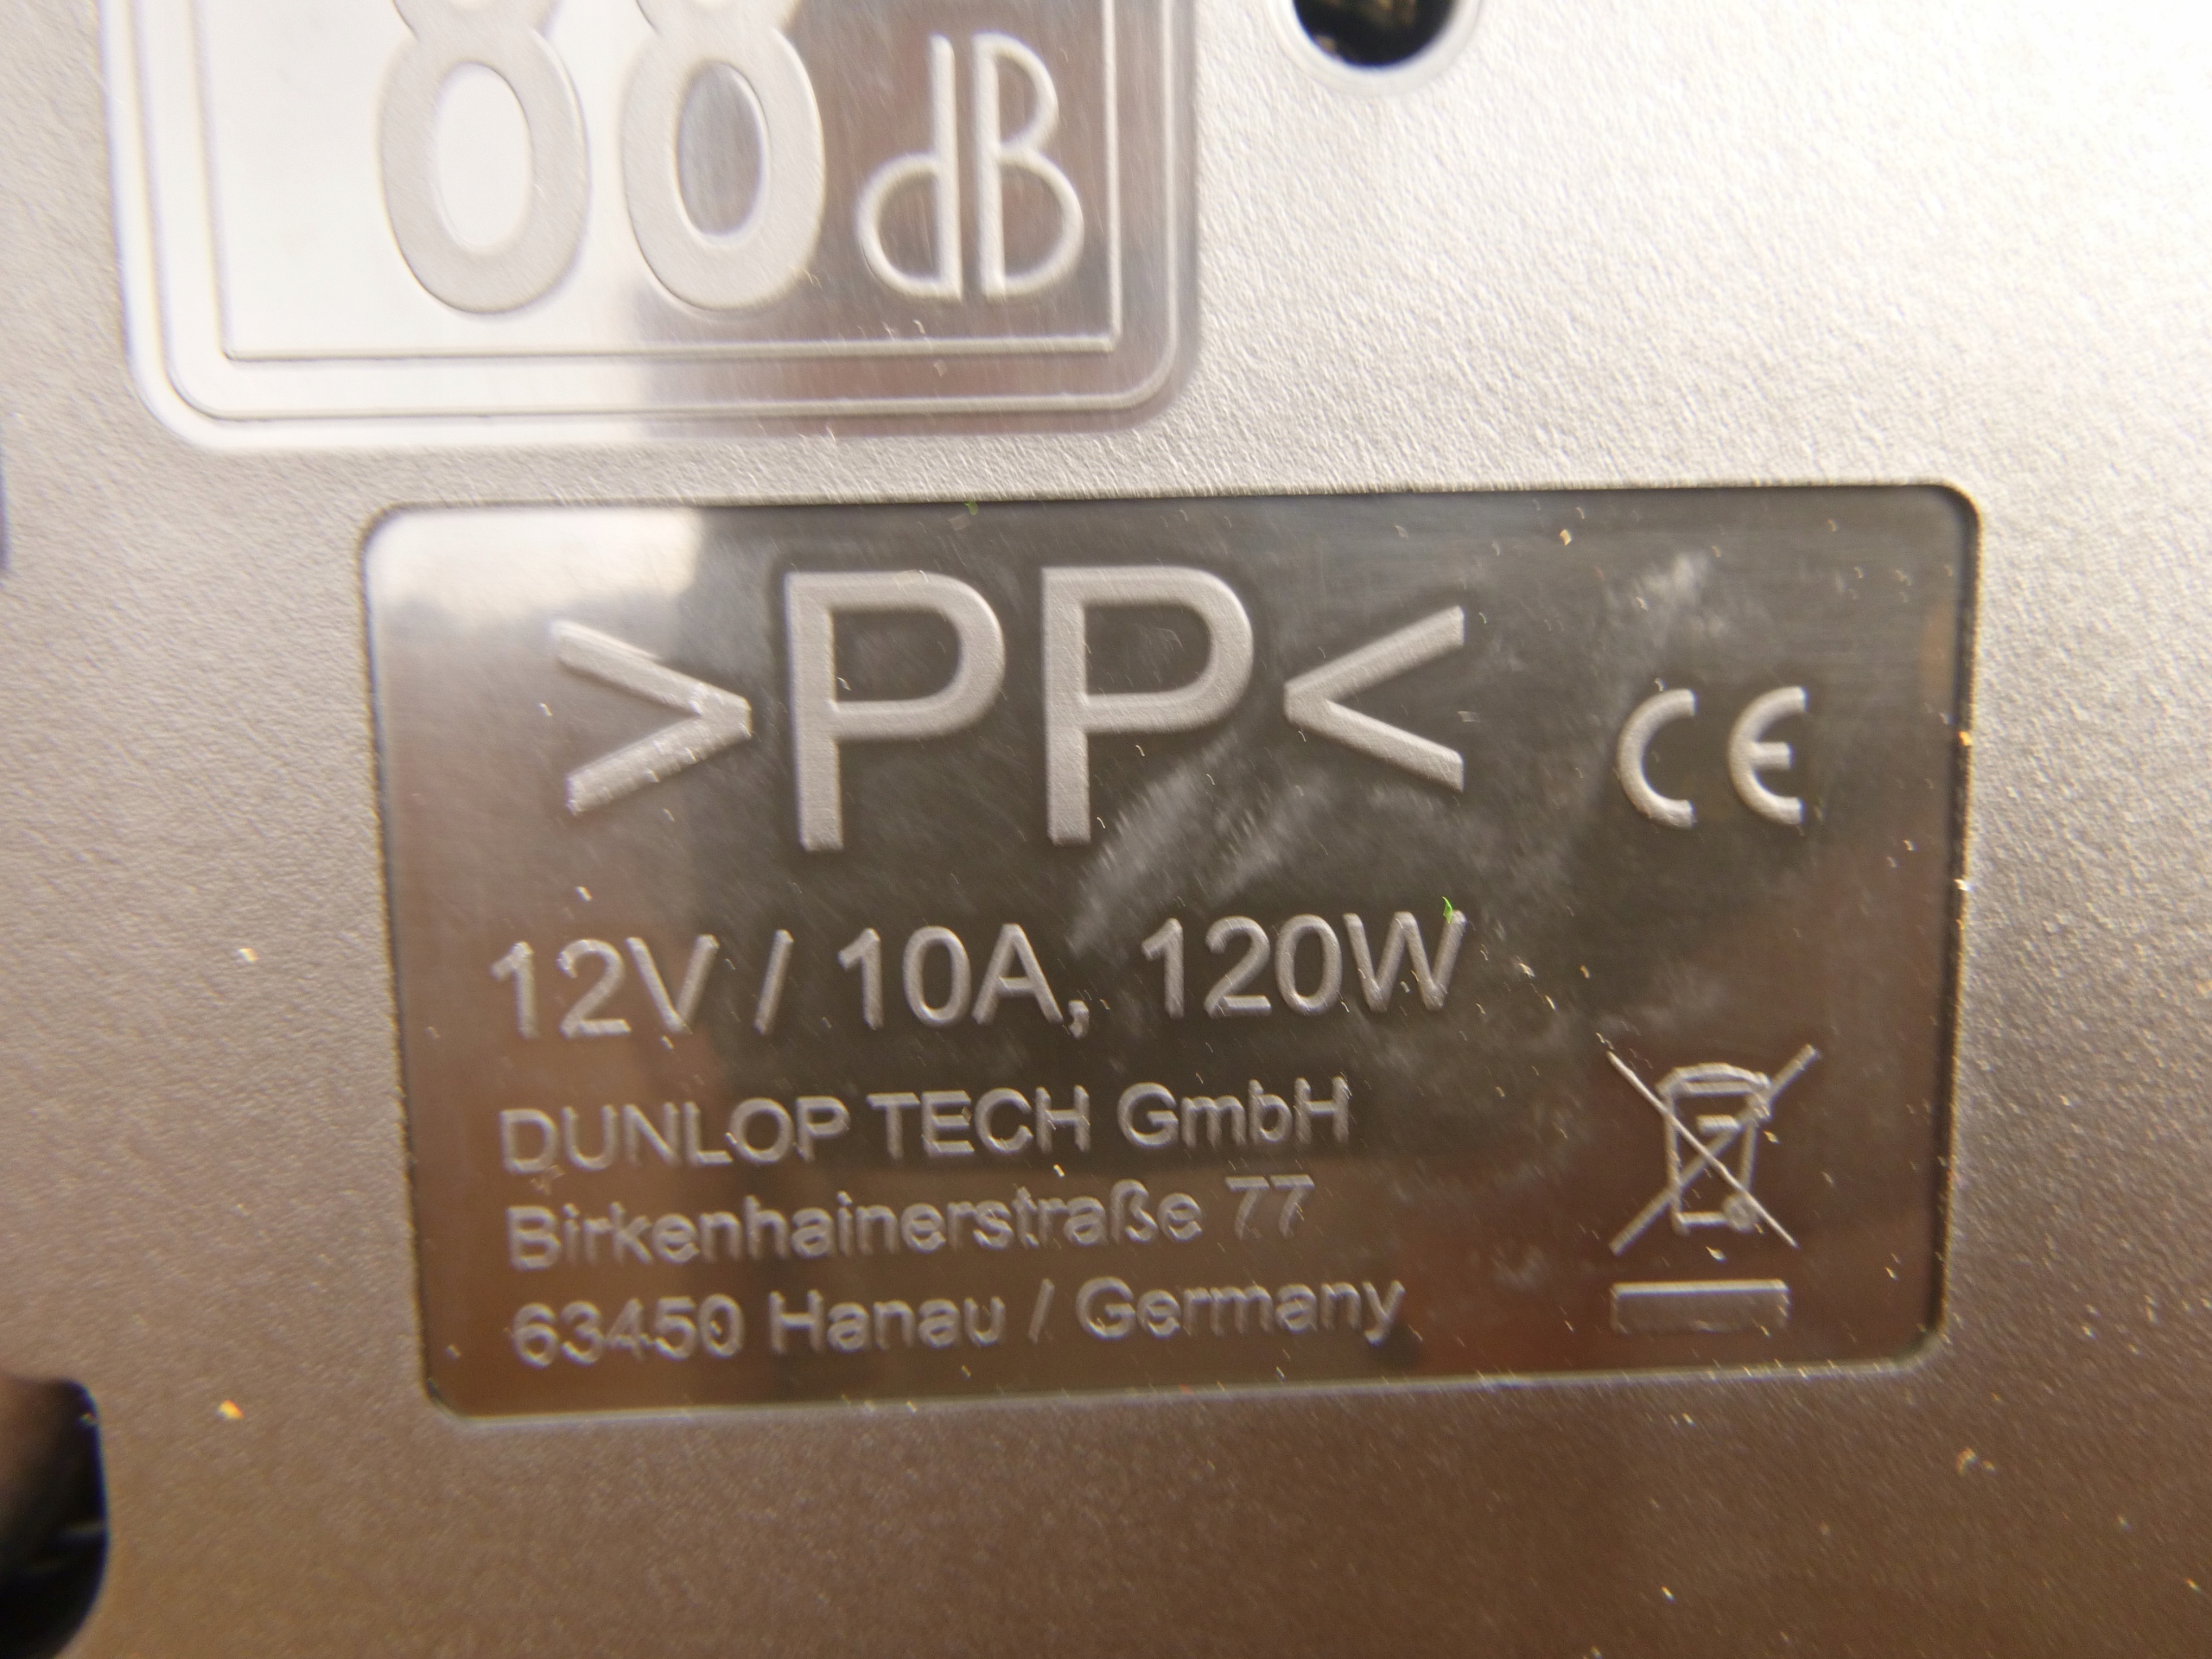 88 dB
>PP<
CE
12V / 10A, 120W
DUNLOP TECH GmbH
Birkenhainerstraße 77
63450 Hanau / Germany